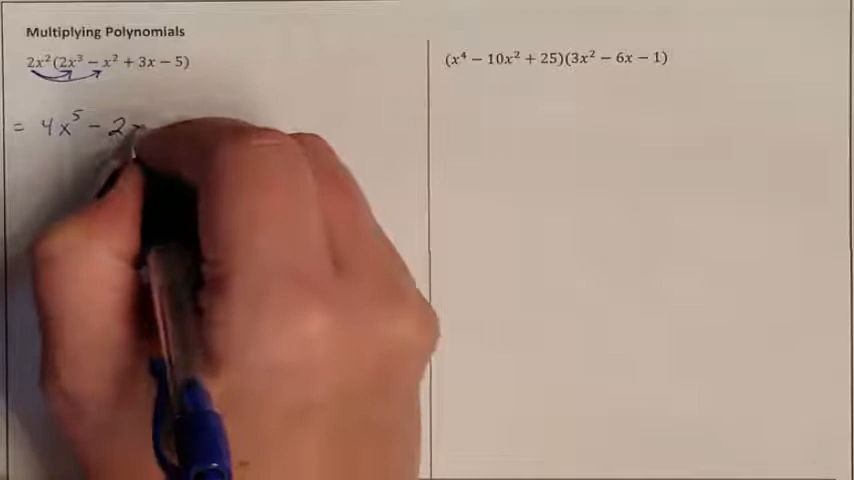 Multiplying Polynomials
2x²(2x³ − x² + 3x − 5)
= 4x⁵ − 2
(x⁴ − 10x² + 25)(3x² − 6x − 1)